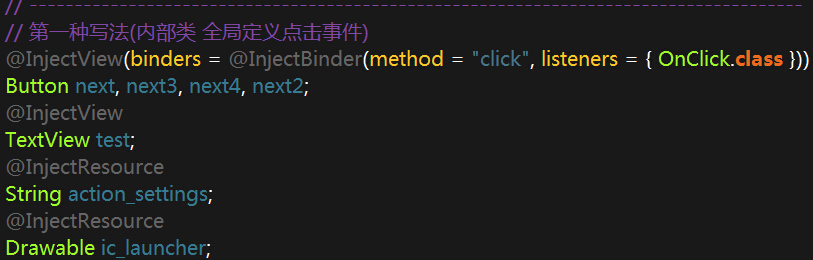 // --------------------------------------------------------------------------------
// 第一种写法(内部类 全局定义点击事件)
@InjectView(binders = @InjectBinder(method = "click", listeners = { OnClick.class }))
Button next, next3, next4, next2;
@InjectView
TextView test;
@InjectResource
String action_settings;
@InjectResource
Drawable ic_launcher;